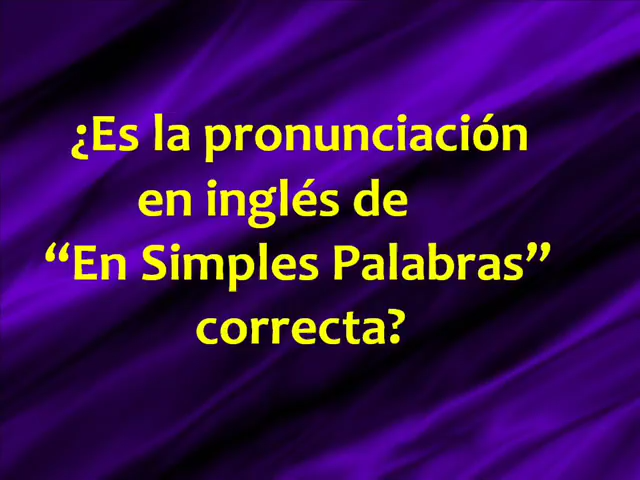 ¿Es la pronunciación
en inglés de
“En Simples Palabras”
correcta?